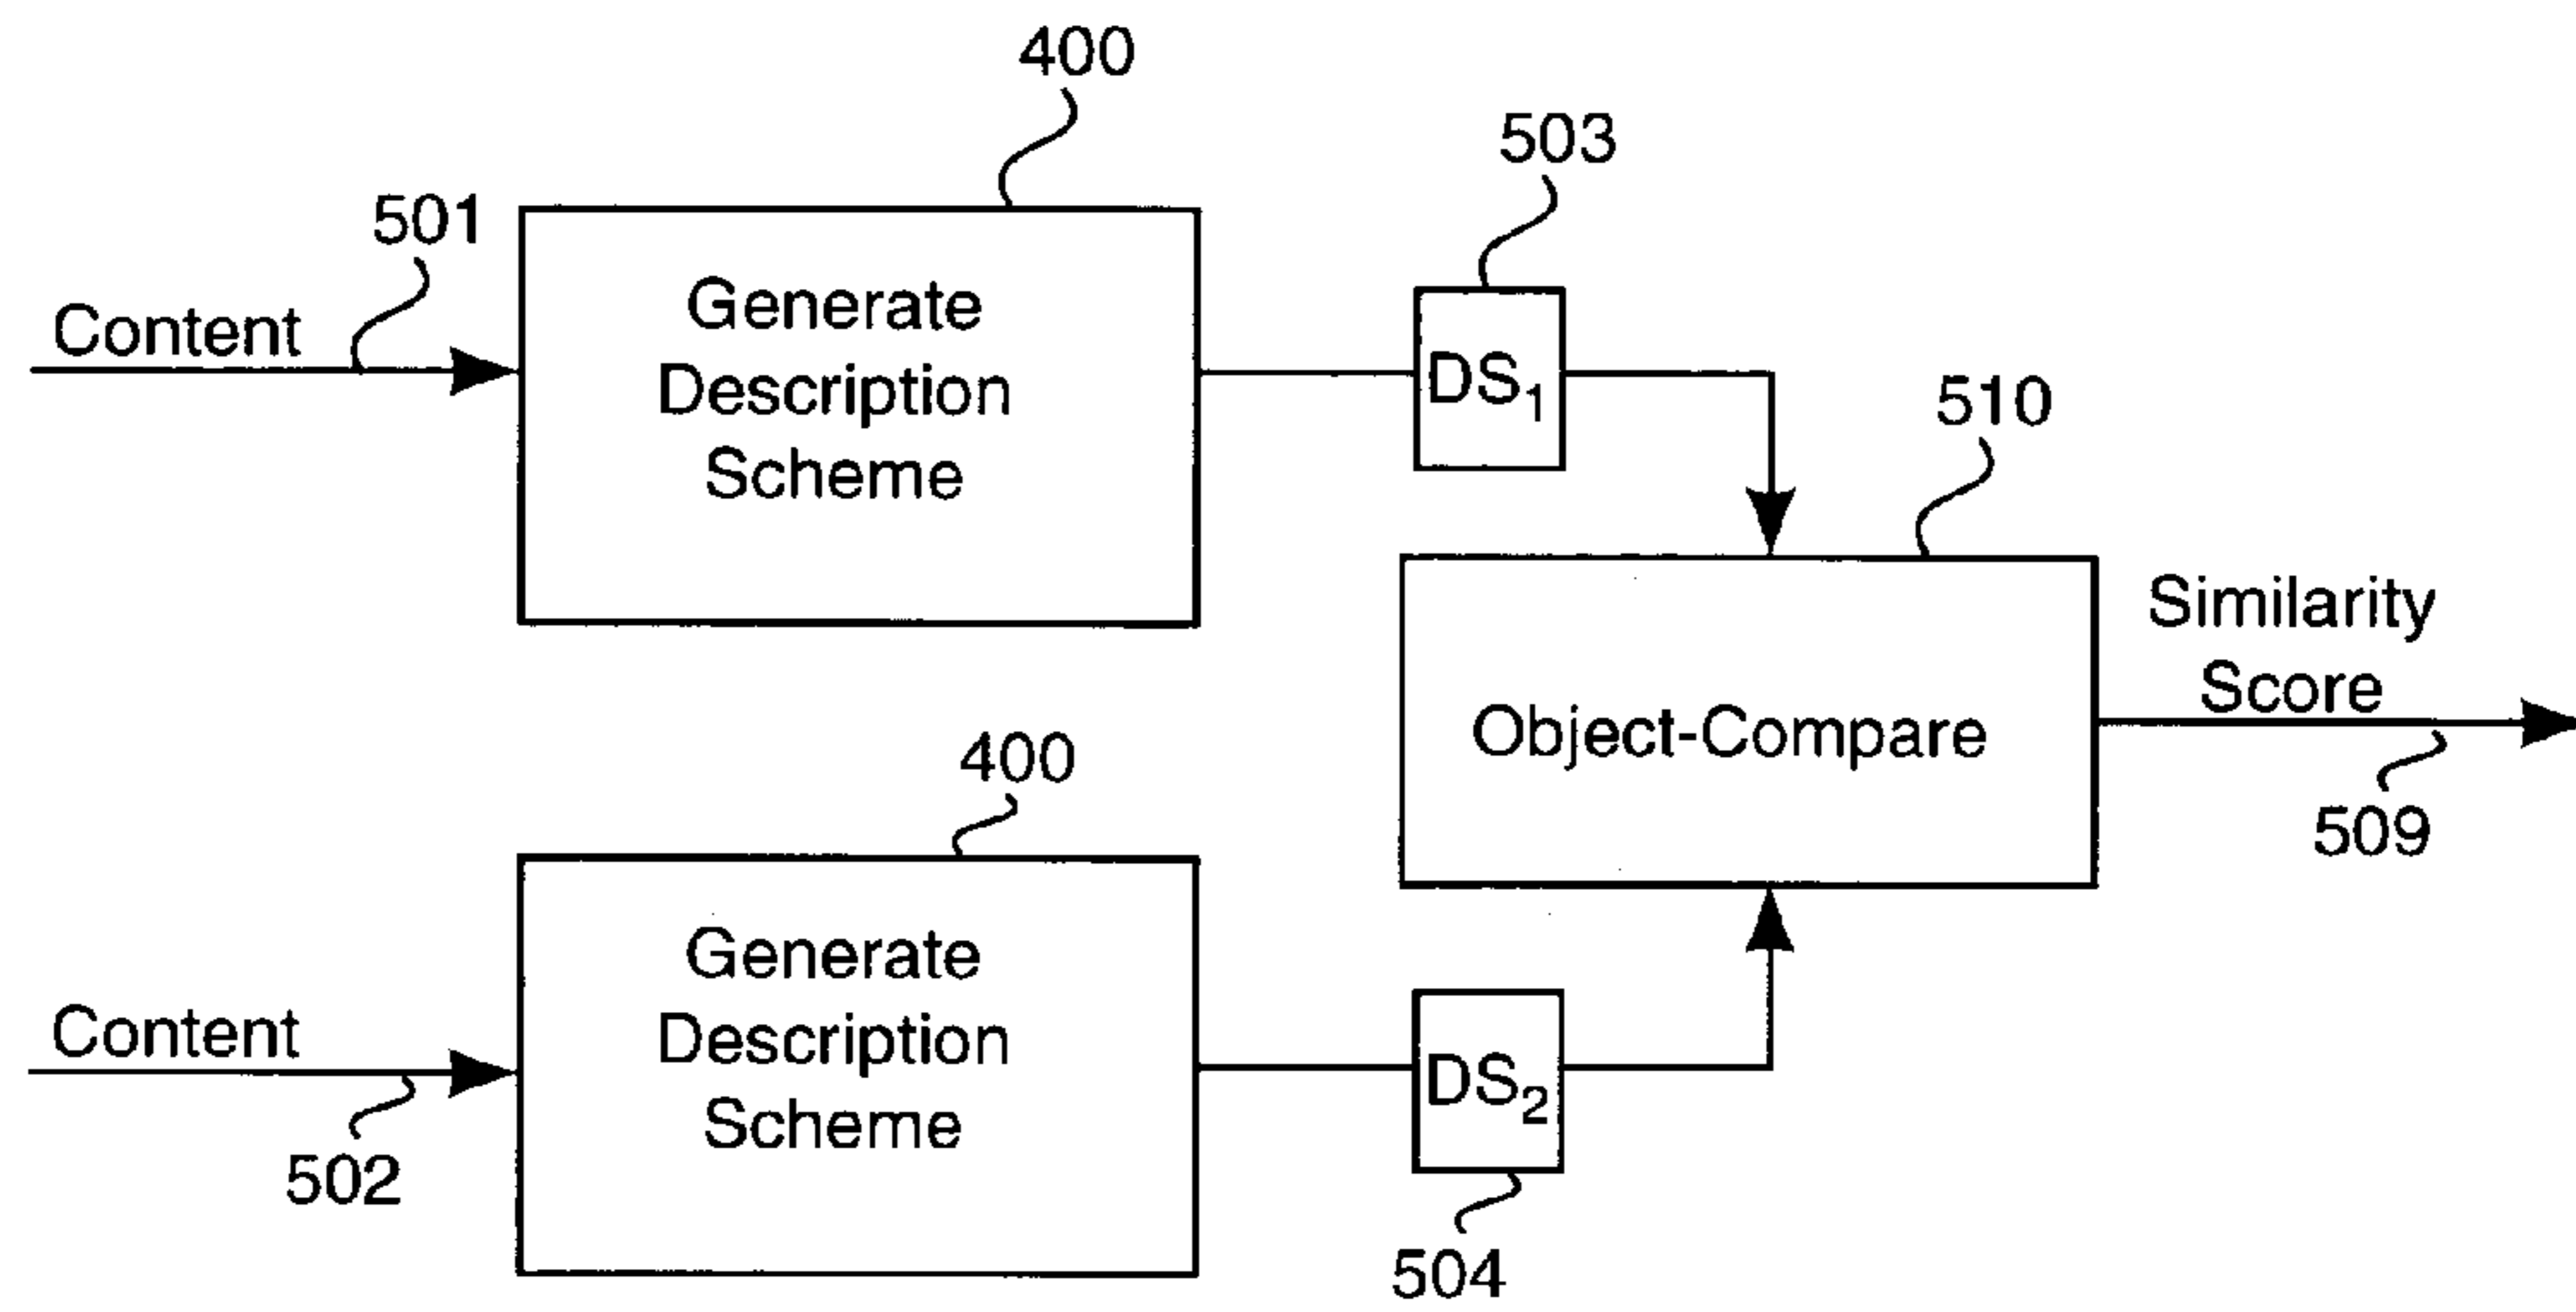 400
503
501
Content
Generate
Description
Scheme
DS₁
510
Similarity
Score
Object-Compare
509
400
Content
502
Generate
Description
Scheme
DS₂
504